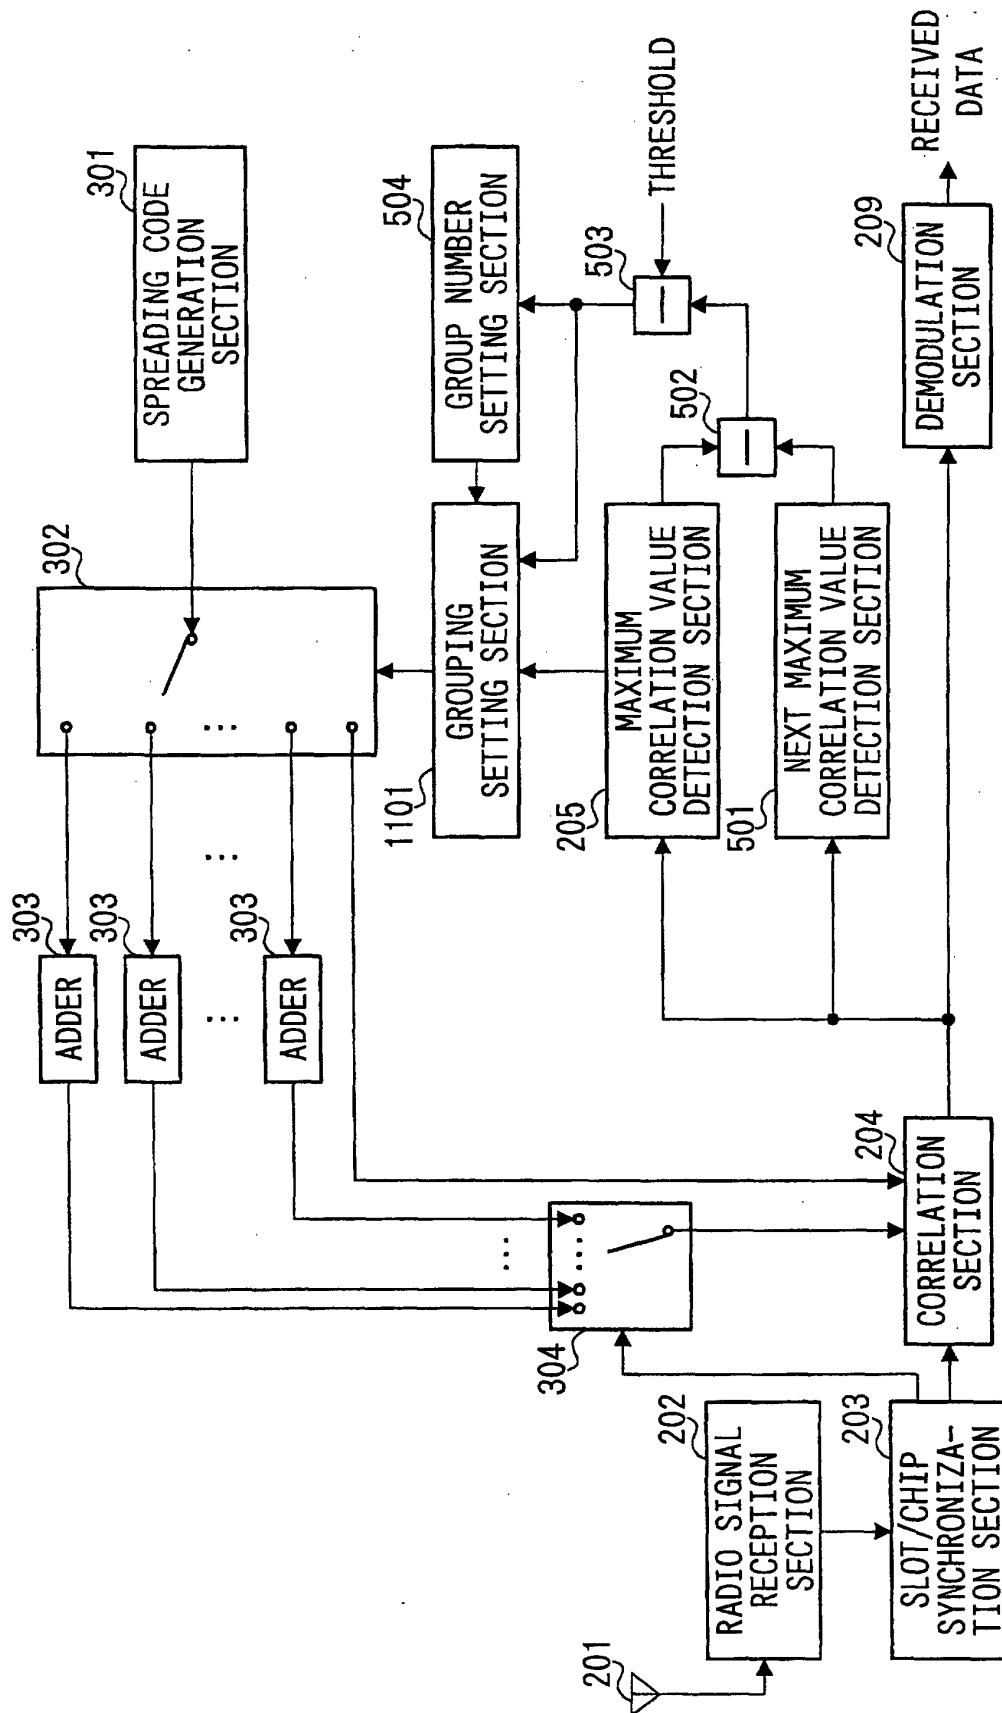 201
202
RADIO SIGNAL
RECEPTION
SECTION
203
SLOT/CHIP
SYNCHRONIZA-
TION SECTION
304
...
...
204
CORRELATION
SECTION
303
ADDER
303
ADDER
...
303
ADDER
...
302
...
301
SPREADING CODE
GENERATION
SECTION
1101
GROUPING
SETTING SECTION
504
GROUP NUMBER
SETTING SECTION
205
MAXIMUM
CORRELATION VALUE
DETECTION SECTION
501
NEXT MAXIMUM
CORRELATION VALUE
DETECTION SECTION
502
−
503
−
THRESHOLD
209
DEMODULATION
SECTION
RECEIVED
DATA